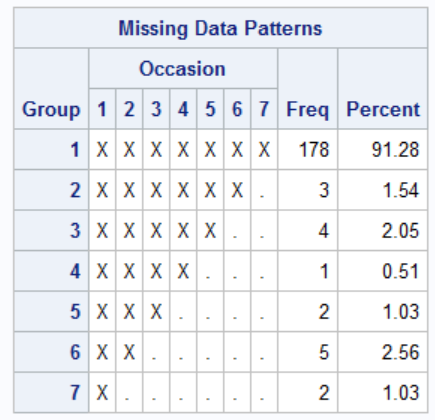 Missing Data Patterns
Occasion
Group 1 2 3 4 5 6 7 Freq Percent
1 X X X X X X X 178 91.28
2 X X X X X X . 3 1.54
3 X X X X X . . 4 2.05
4 X X X X . . . 1 0.51
5 X X X . . . . 2 1.03
6 X X . . . . . 5 2.56
7 X . . . . . . 2 1.03